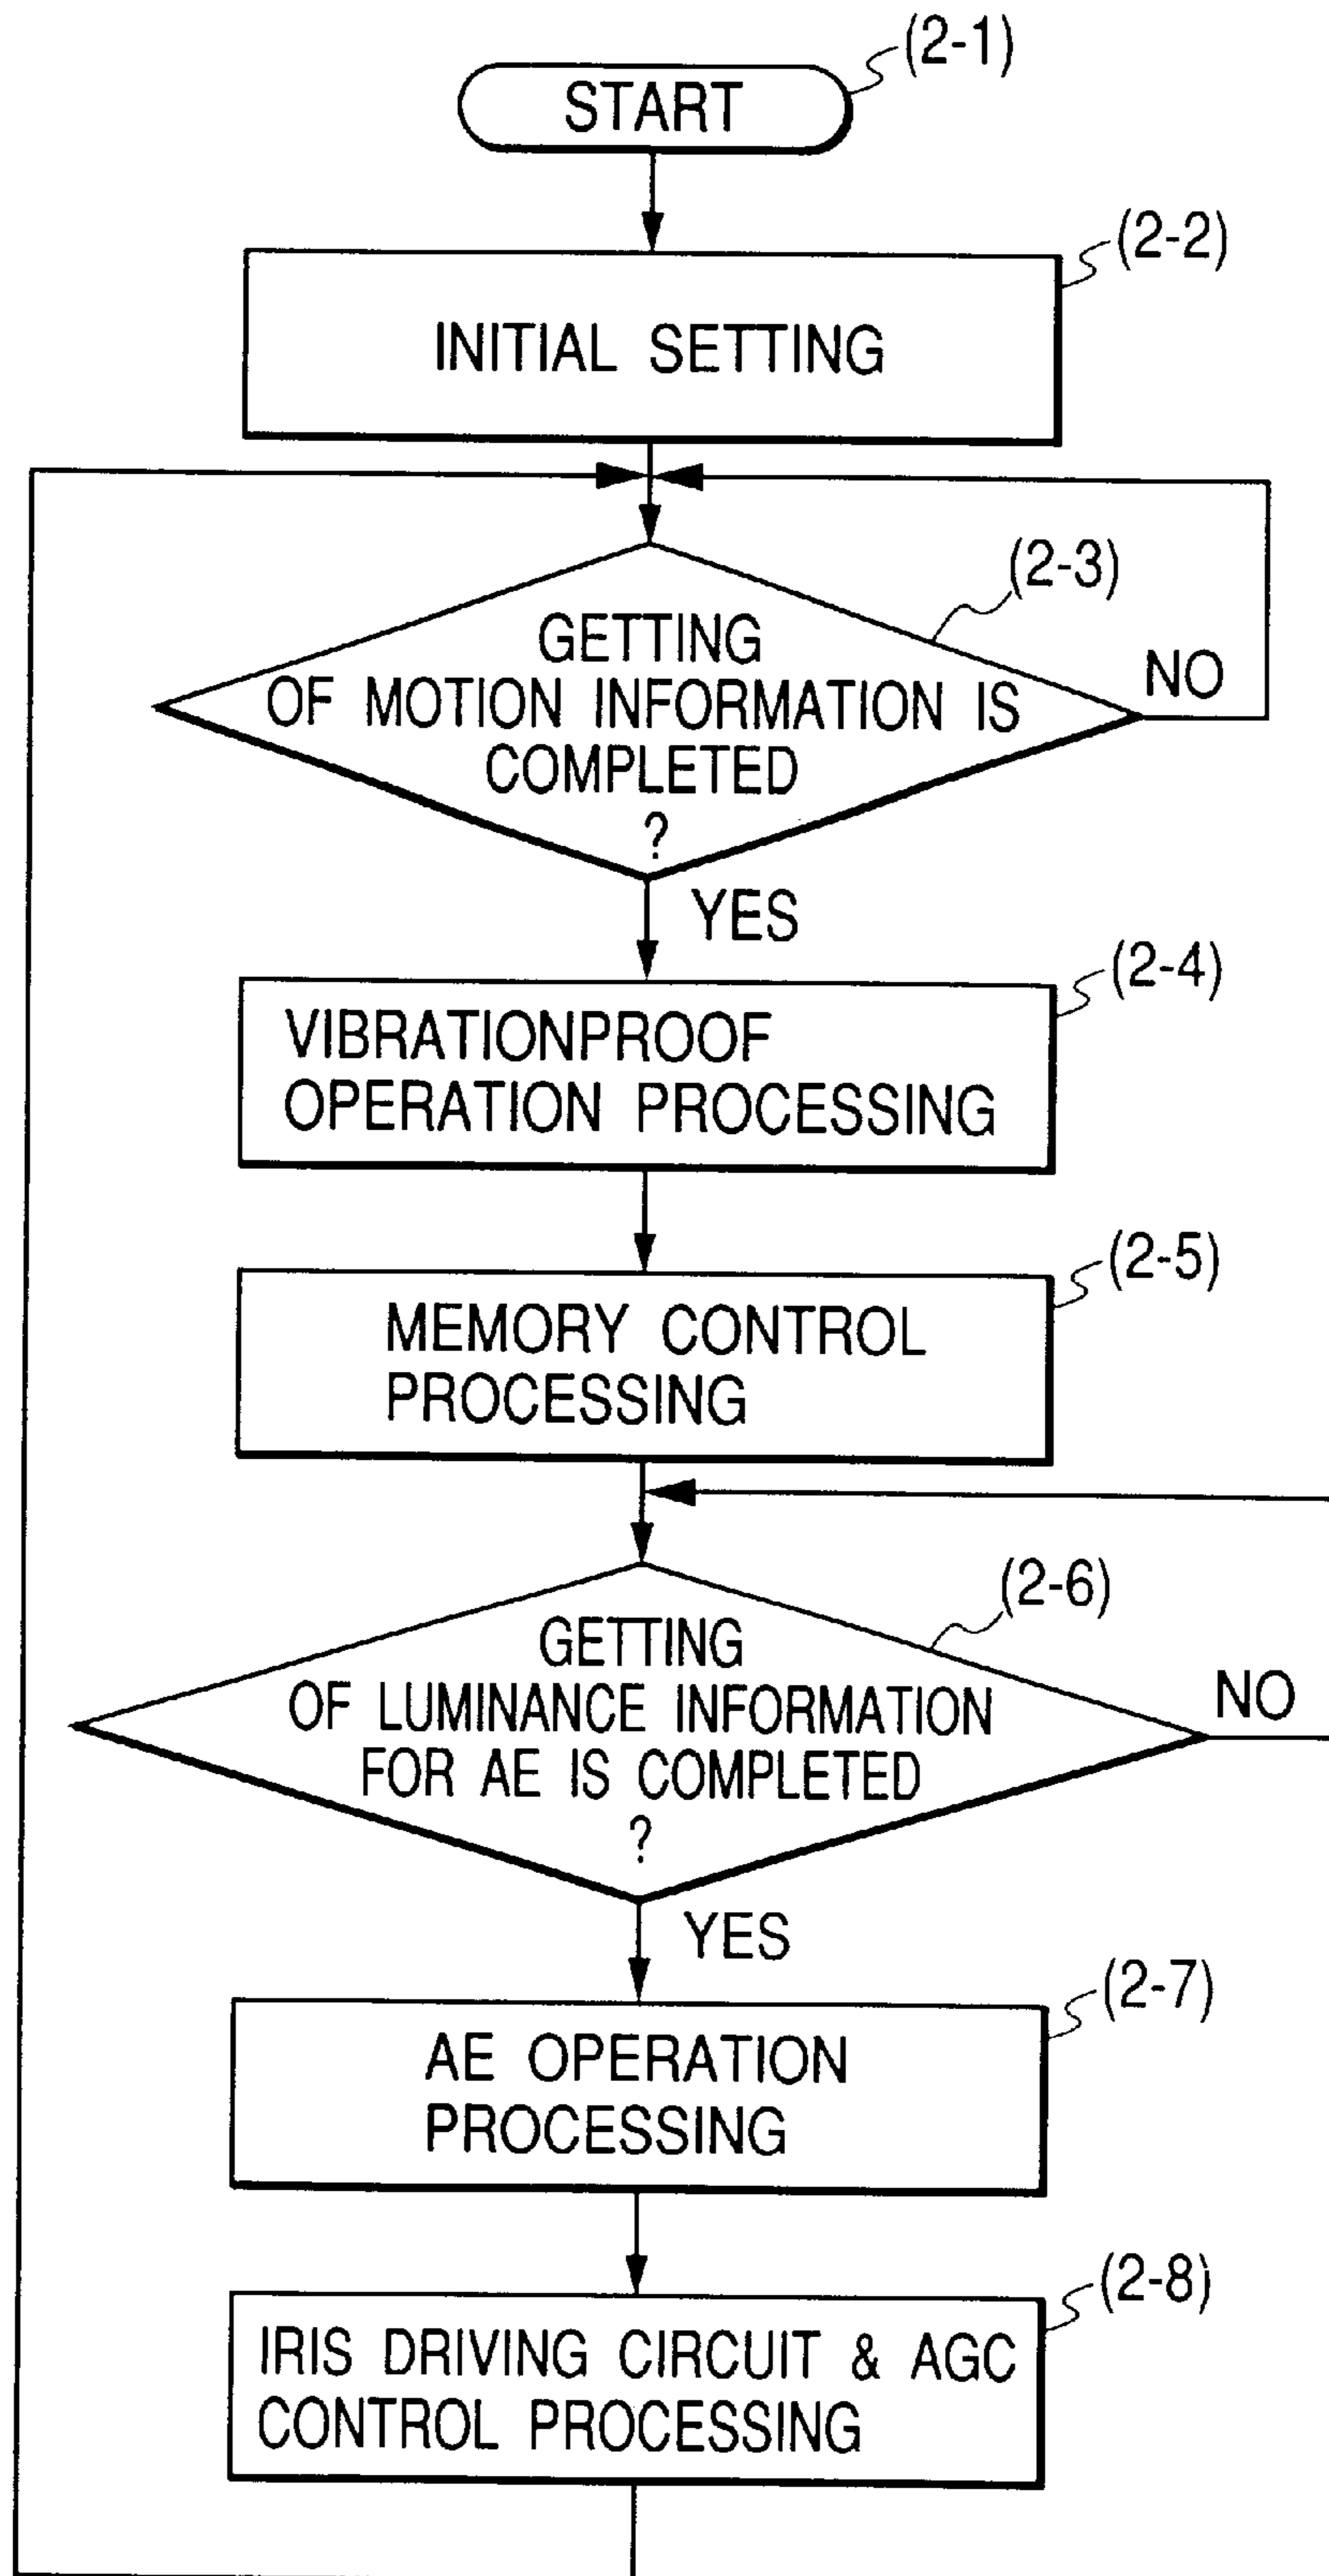 (2-1)
START
(2-2)
INITIAL SETTING
(2-3)
GETTING
OF MOTION INFORMATION IS
COMPLETED
?
NO
YES
(2-4)
VIBRATIONPROOF
OPERATION PROCESSING
(2-5)
MEMORY CONTROL
PROCESSING
(2-6)
GETTING
OF LUMINANCE INFORMATION
FOR AE IS COMPLETED
?
NO
YES
(2-7)
AE OPERATION
PROCESSING
(2-8)
IRIS DRIVING CIRCUIT & AGC
CONTROL PROCESSING